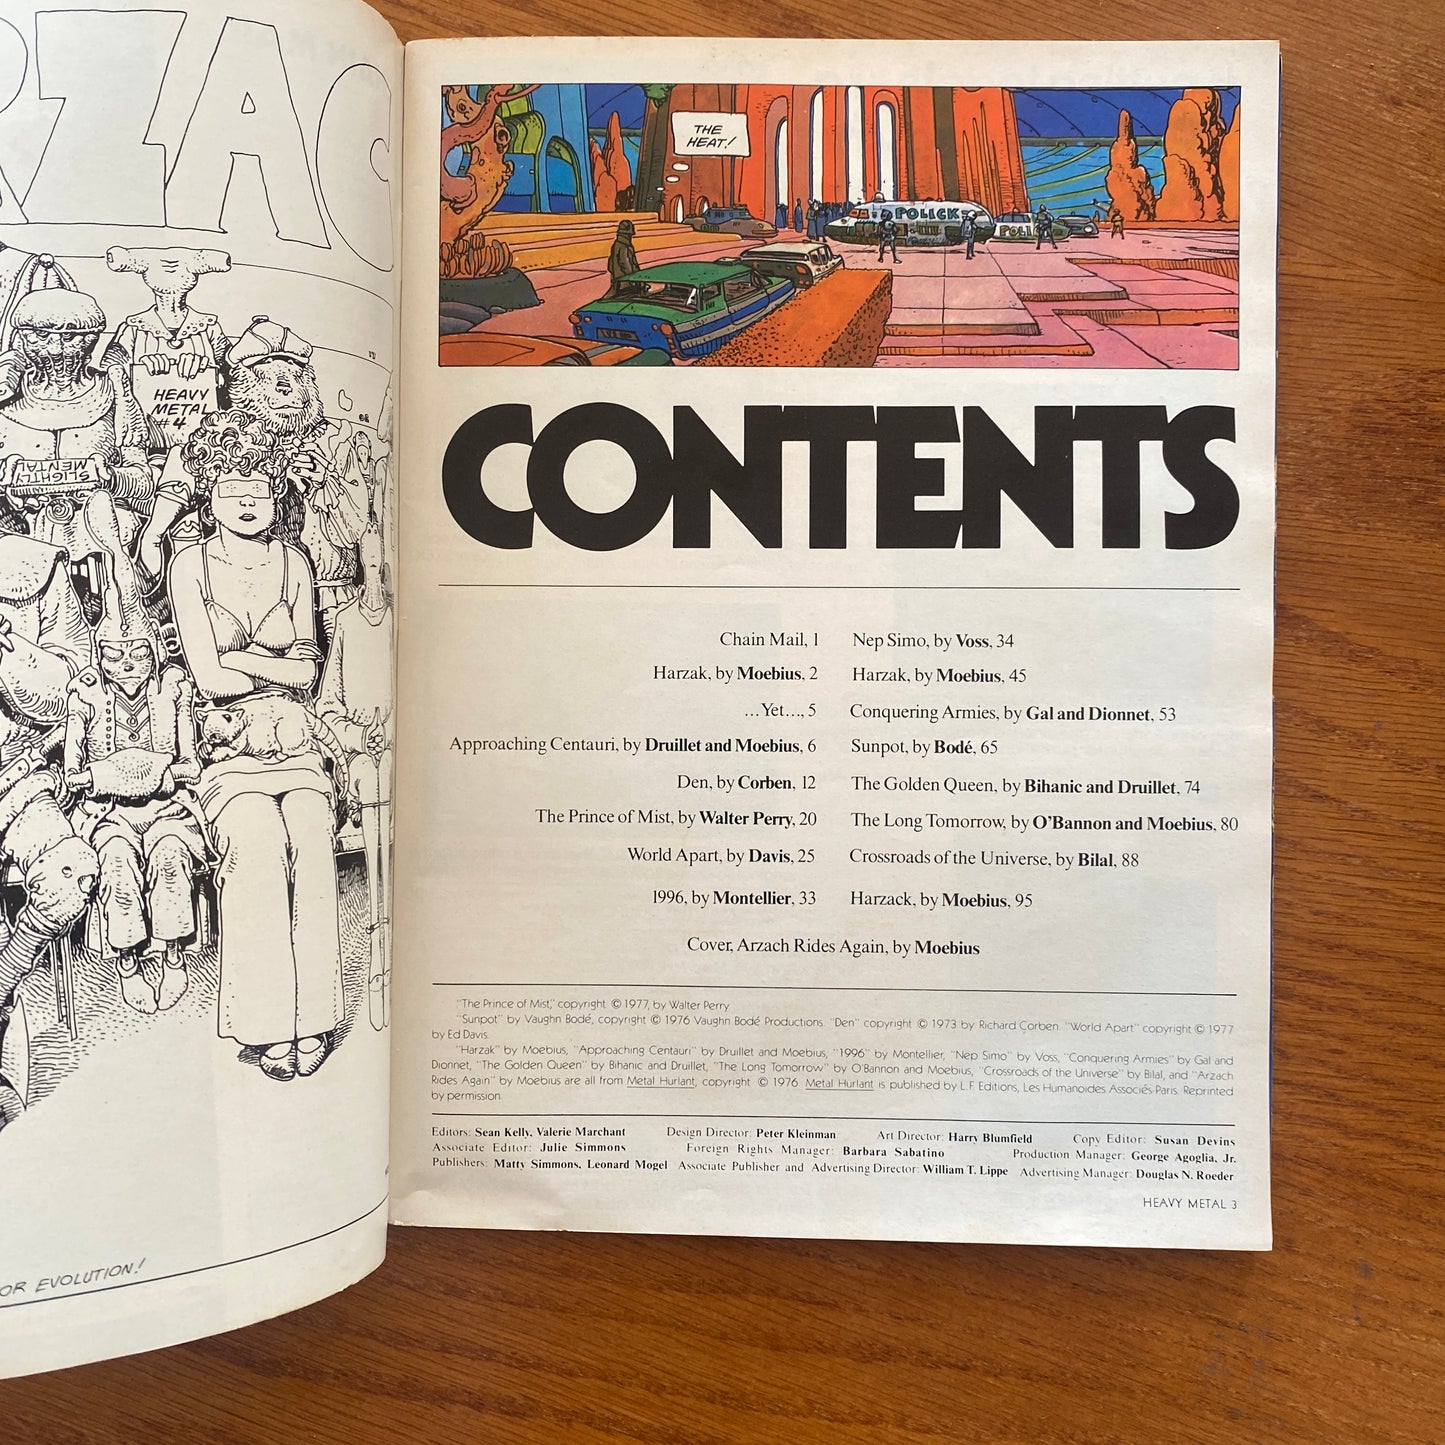 RZAC
HEAVY
METAL
#4
SLIGHTLY
MENTAL
OR EVOLUTION!
THE
HEAT!
POLICK
POLI
CONTENTS
Chain Mail, 1
Harzak, by Moebius, 2
...Yet..., 5
Approaching Centauri, by Druillet and Moebius, 6
Den, by Corben, 12
The Prince of Mist, by Walter Perry, 20
World Apart, by Davis, 25
1996, by Montellier, 33
Nep Simo, by Voss, 34
Harzak, by Moebius, 45
Conquering Armies, by Gal and Dionnet, 53
Sunpot, by Bodé, 65
The Golden Queen, by Bihanic and Druillet, 74
The Long Tomorrow, by O'Bannon and Moebius, 80
Crossroads of the Universe, by Bilal, 88
Harzack, by Moebius, 95
Cover, Arzach Rides Again, by Moebius
"The Prince of Mist," copyright © 1977, by Walter Perry.
"Sunpot" by Vaughn Bodé, copyright © 1976 Vaughn Bodé Productions. "Den" copyright © 1973 by Richard Corben. "World Apart" copyright © 1977
by Ed Davis.
"Harzak" by Moebius, "Approaching Centauri" by Druillet and Moebius, "1996" by Montellier, "Nep Simo" by Voss, "Conquering Armies" by Gal and
Dionnet, "The Golden Queen" by Bihanic and Druillet, "The Long Tomorrow" by O'Bannon and Moebius, "Crossroads of the Universe" by Bilal, and "Arzach
Rides Again" by Moebius are all from Metal Hurlant, copyright © 1976 Metal Hurlant is published by L.F. Editions, Les Humanoides Associés-Paris. Reprinted
by permission.
Editors: Sean Kelly, Valerie Marchant Design Director: Peter Kleinman Art Director: Harry Blumfield Copy Editor: Susan Devins
Associate Editor: Julie Simmons Foreign Rights Manager: Barbara Sabatino Production Manager: George Agoglia, Jr.
Publishers: Matty Simmons, Leonard Mogel Associate Publisher and Advertising Director: William T. Lippe Advertising Manager: Douglas N. Roeder
HEAVY METAL 3